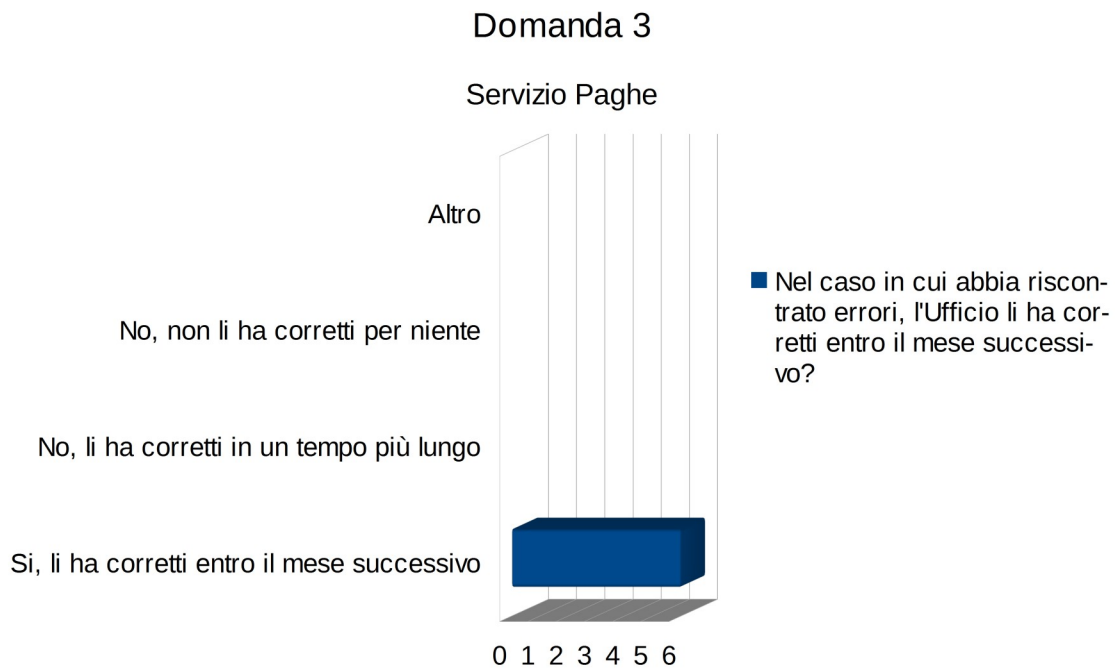 Domanda 3
Servizio Paghe
Altro
No, non li ha corretti per niente
No, li ha corretti in un tempo più lungo
Si, li ha corretti entro il mese successivo
0 1 2 3 4 5 6
Nel caso in cui abbia riscon-
trato errori, l'Ufficio li ha cor-
retti entro il mese successi-
vo?